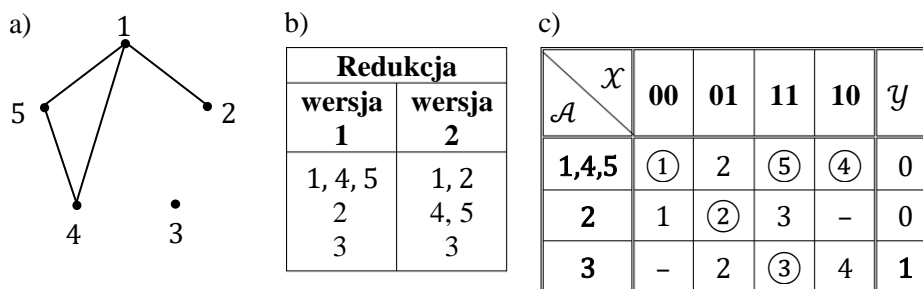 a)
1
5
2
4
3
b)
Redukcja
wersja wersja
1 2
1, 4, 5 1, 2
2 4, 5
3 3
c)
𝒳
𝒜 00 01 11 10 𝒴
1,4,5 ① 2 ⑤ ④ 0
2 1 ② 3 – 0
3 – 2 ③ 4 1